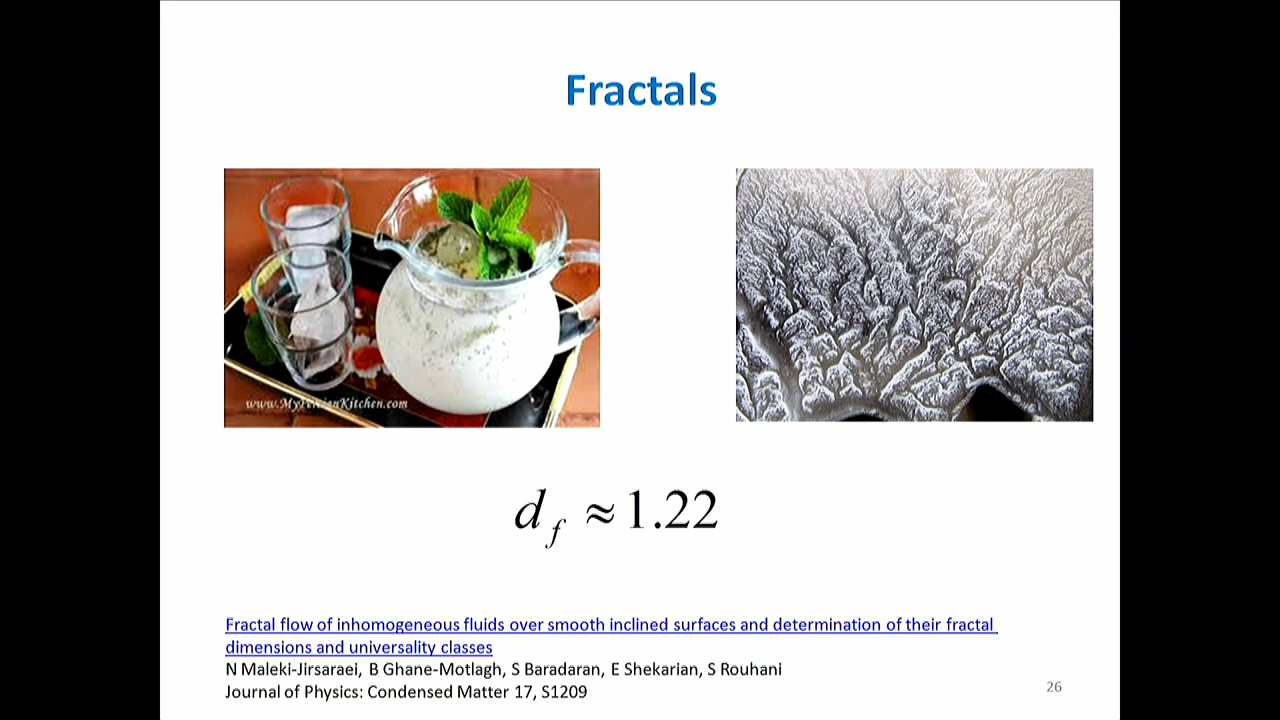 Fractals
www.MyPersianKitchen.com
d_f ≈ 1.22
Fractal flow of inhomogeneous fluids over smooth inclined surfaces and determination of their fractal
dimensions and universality classes
N Maleki-Jirsaraei, B Ghane-Motlagh, S Baradaran, E Shekarian, S Rouhani
Journal of Physics: Condensed Matter 17, S1209
26